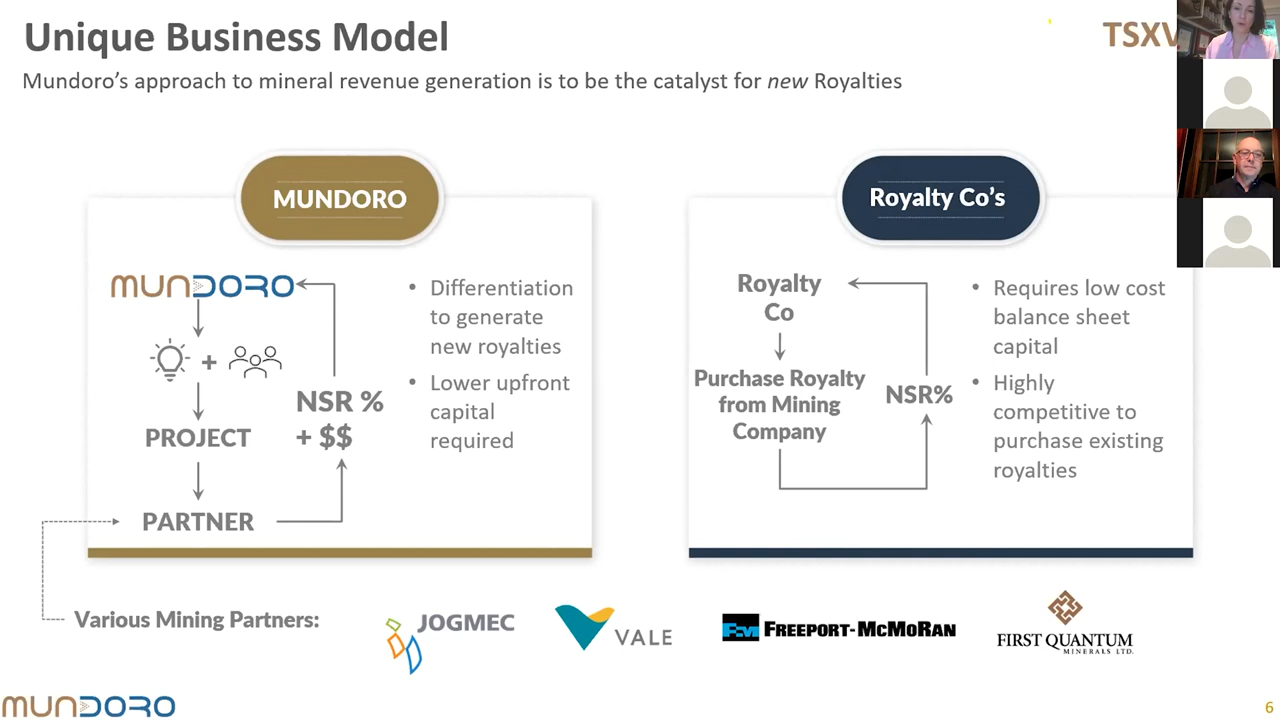 Unique Business Model
TSXV
Mundoro's approach to mineral revenue generation is to be the catalyst for new Royalties
MUNDORO
MUNDORO
+
PROJECT
PARTNER
NSR %
+ $$
• Differentiation
to generate
new royalties
• Lower upfront
capital
required
Royalty Co's
Royalty
Co
Purchase Royalty
from Mining
Company
NSR%
• Requires low cost
balance sheet
capital
• Highly
competitive to
purchase existing
royalties
Various Mining Partners:
JOGMEC
VALE
FCX FREEPORT-MCMORAN
FIRST QUANTUM
MINERALS LTD.
MUNDORO
6